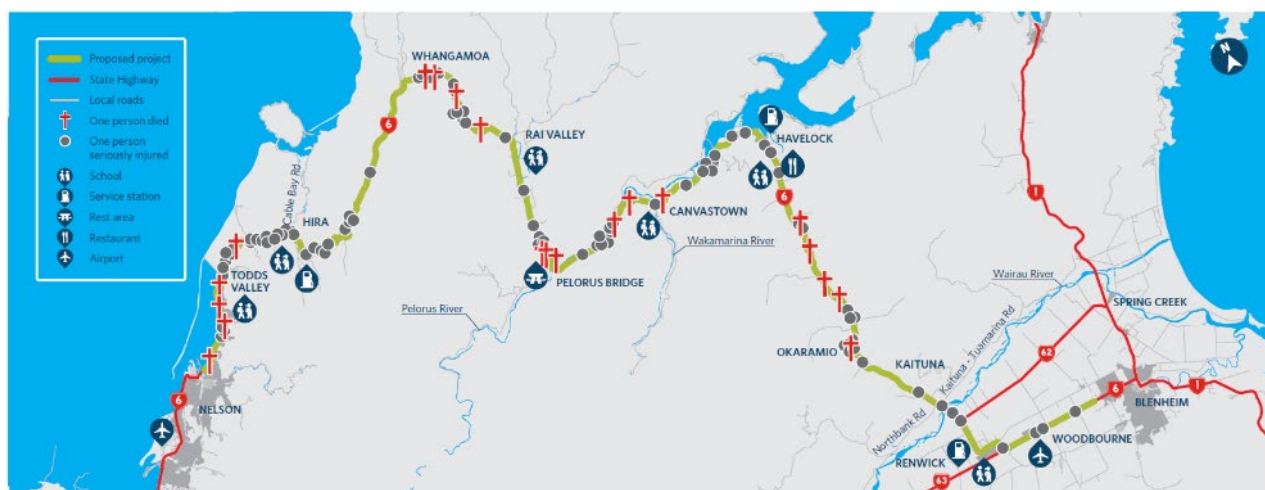 Proposed project
State Highway
Local roads
One person died
One person
seriously injured
School
Service station
Rest area
Restaurant
Airport
N
WHANGAMOA
6
RAI VALLEY
HAVELOCK
Cable Bay Rd
HIRA
CANVASTOWN
6
1
Wakamarina River
TODDS
VALLEY
PELORUS BRIDGE
Wairau River
SPRING CREEK
Pelorus River
OKARAMIO
KAITUNA
Kaituna - Tuamarina Rd
62
6
NELSON
6
1
BLENHEIM
Northbank Rd
WOODBOURNE
RENWICK
63